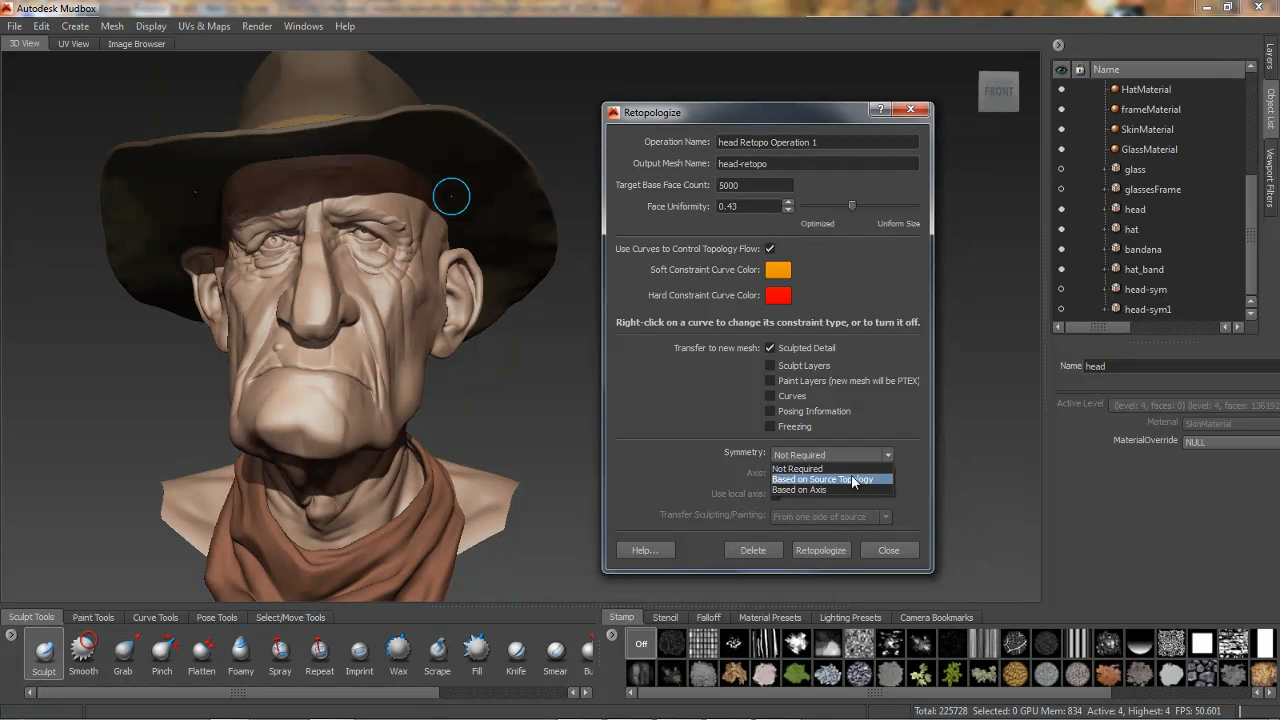 Autodesk Mudbox
File Edit Create Mesh Display UVs & Maps Render Windows Help
3D View UV View Image Browser
FRONT
Name
HatMaterial
frameMaterial
SkinMaterial
GlassMaterial
glass
glassesFrame
head
hat
bandana
hat_band
head-sym
head-sym1
Layers
Object List
Viewport Filters
Name head
Active Level (level: 4, faces: 0) (level: 4, faces: 136192
Material SkinMaterial
MaterialOverride NULL
Retopologize
Operation Name: head Retopo Operation 1
Output Mesh Name: head-retopo
Target Base Face Count: 5000
Face Uniformity: 0.43
Optimized Uniform Size
Use Curves to Control Topology Flow:
Soft Constraint Curve Color:
Hard Constraint Curve Color:
Right-click on a curve to change its constraint type, or to turn it off.
Transfer to new mesh: Sculpted Detail
Sculpt Layers
Paint Layers (new mesh will be PTEX)
Curves
Posing Information
Freezing
Symmetry: Not Required
Not Required
Axis: Based on Source Topology
Based on Axis
Use local axis:
Transfer Sculpting/Painting: From one side of source
Help... Delete Retopologize Close
Sculpt Tools Paint Tools Curve Tools Pose Tools Select/Move Tools
Sculpt Smooth Grab Pinch Flatten Foamy Spray Repeat Imprint Wax Scrape Fill Knife Smear Bu
Stamp Stencil Falloff Material Presets Lighting Presets Camera Bookmarks
Off
Total: 225728 Selected: 0 GPU Mem: 834 Active: 4, Highest: 4 FPS: 50.601